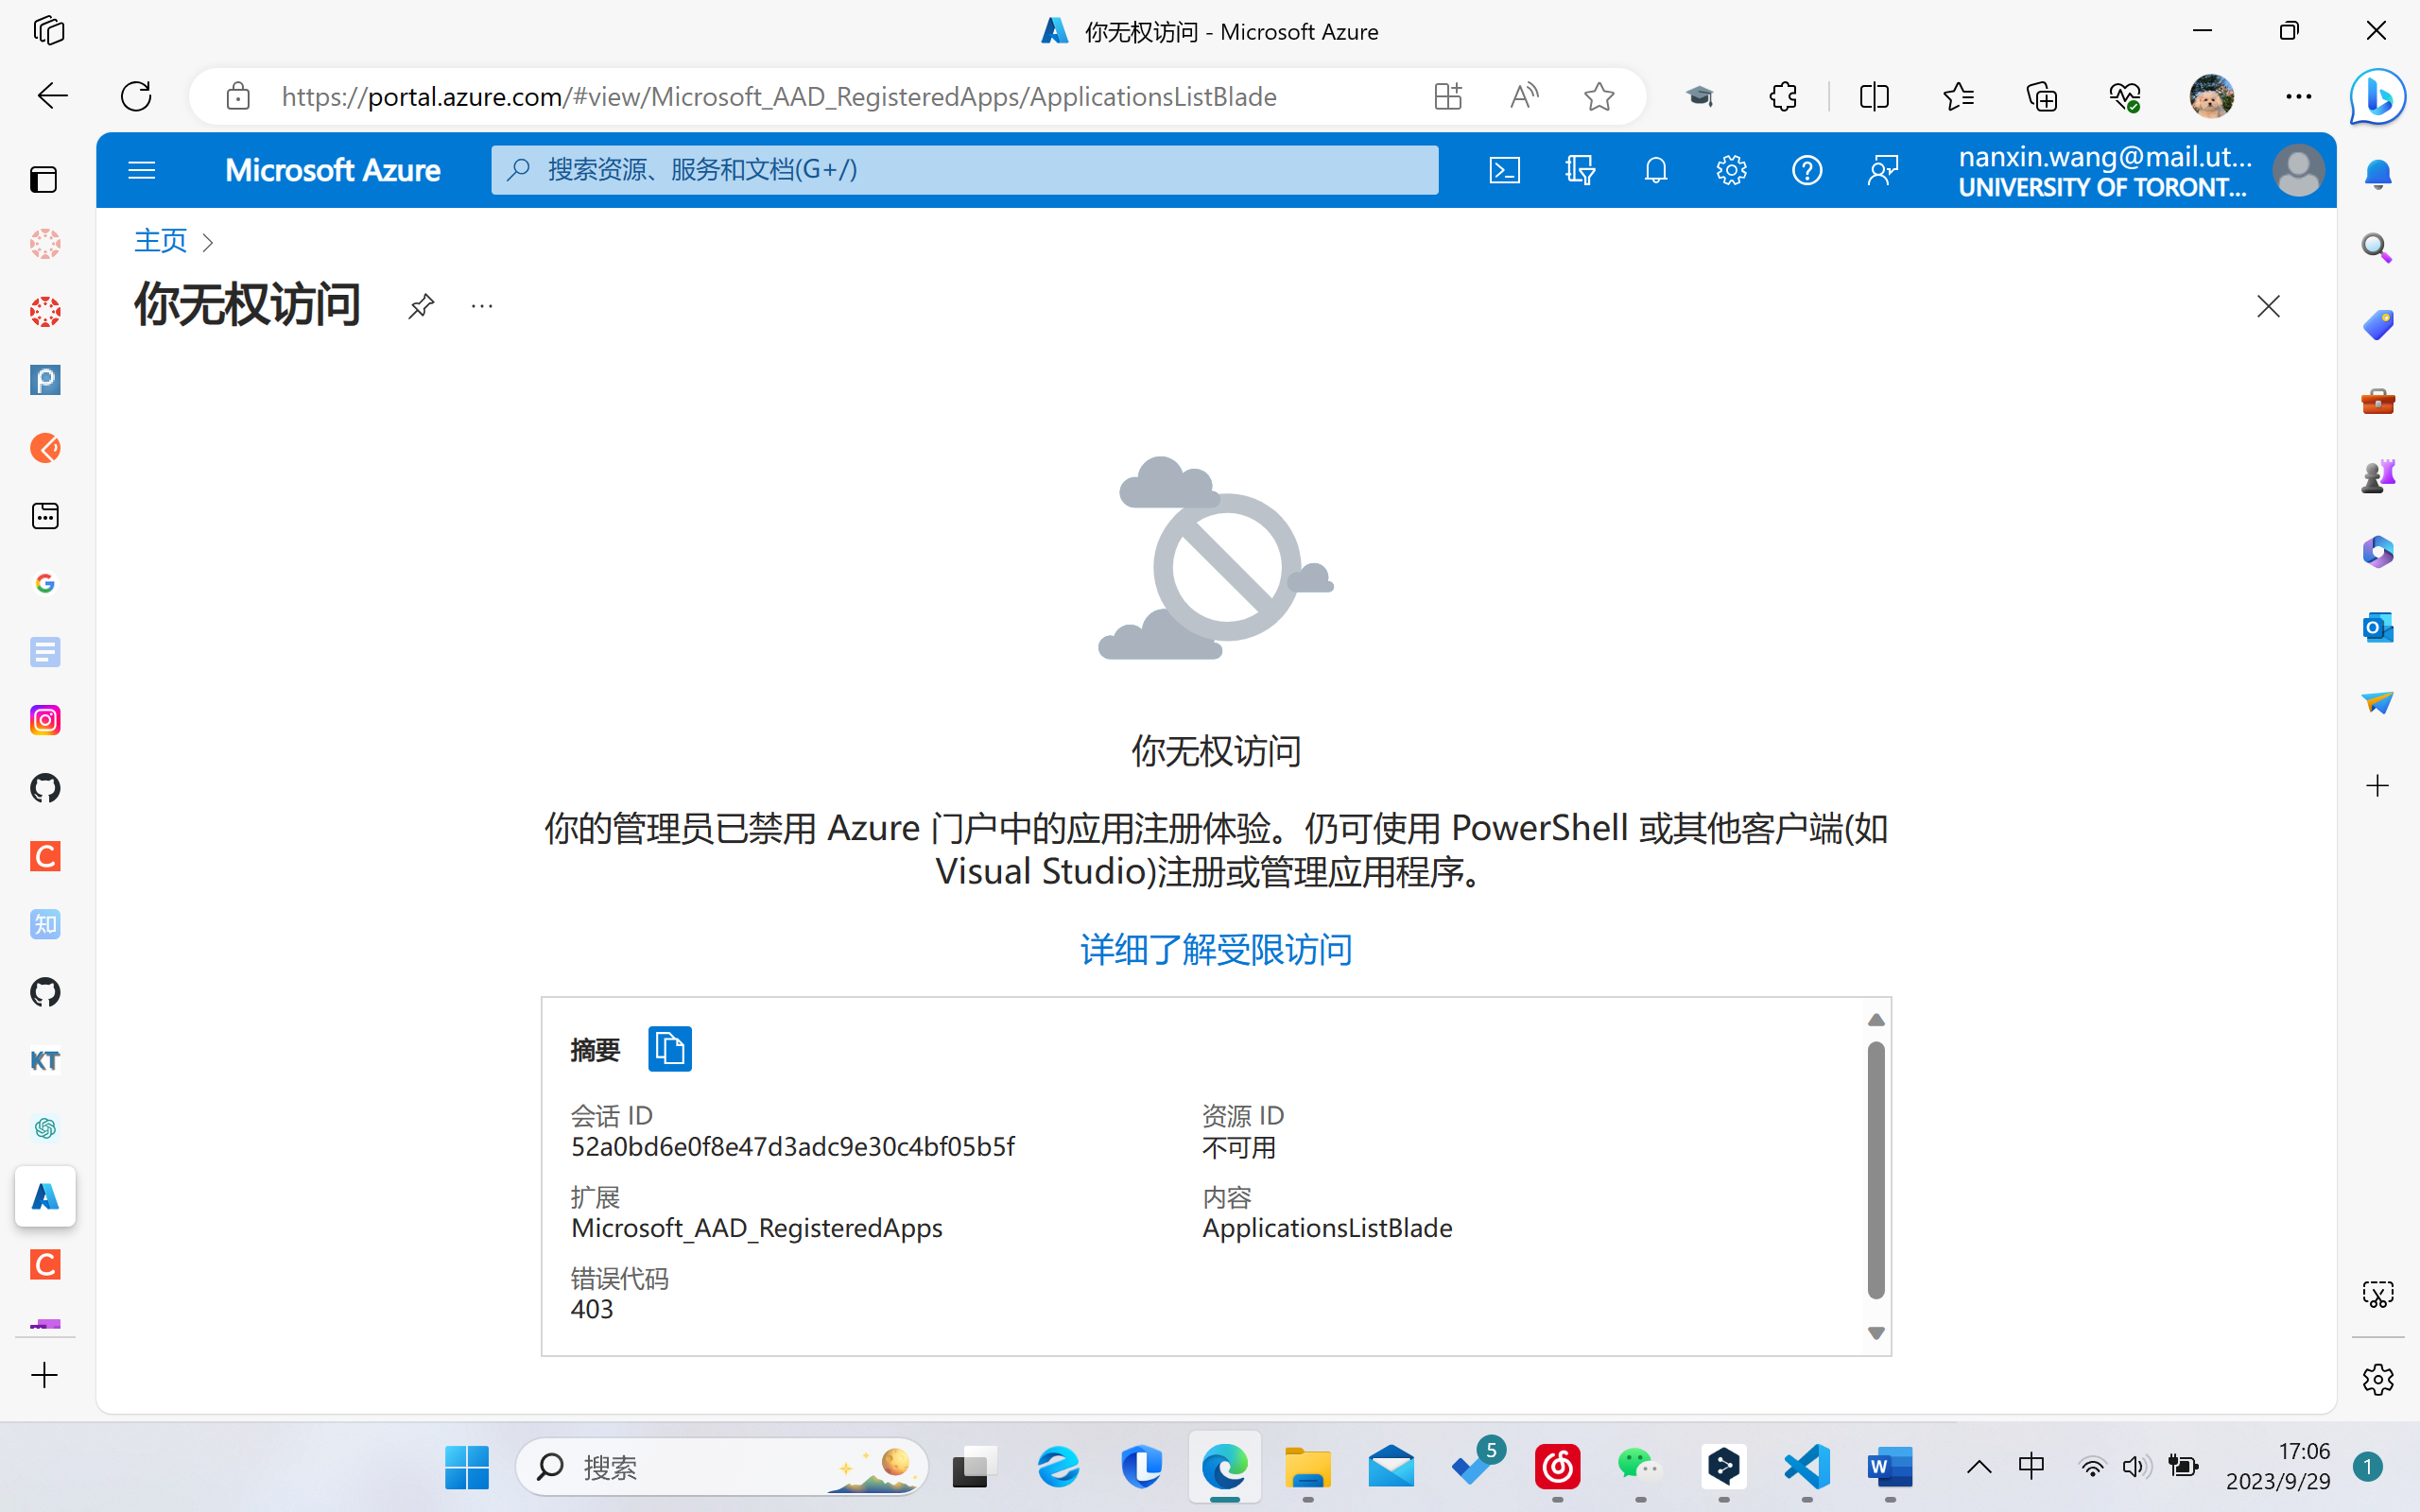 你无权访问 - Microsoft Azure
https://portal.azure.com/#view/Microsoft_AAD_RegisteredApps/ApplicationsListBlade
Microsoft Azure
搜索资源、服务和文档(G+/)
nanxin.wang@mail.ut...
UNIVERSITY OF TORONT...
主页
你无权访问
你无权访问
你的管理员已禁用 Azure 门户中的应用注册体验。仍可使用 PowerShell 或其他客户端(如
Visual Studio)注册或管理应用程序。
详细了解受限访问
摘要
会话 ID
52a0bd6e0f8e47d3adc9e30c4bf05b5f
资源 ID
不可用
扩展
Microsoft_AAD_RegisteredApps
内容
ApplicationsListBlade
错误代码
403
知
KT
搜索
5
W
中
17:06
2023/9/29
1